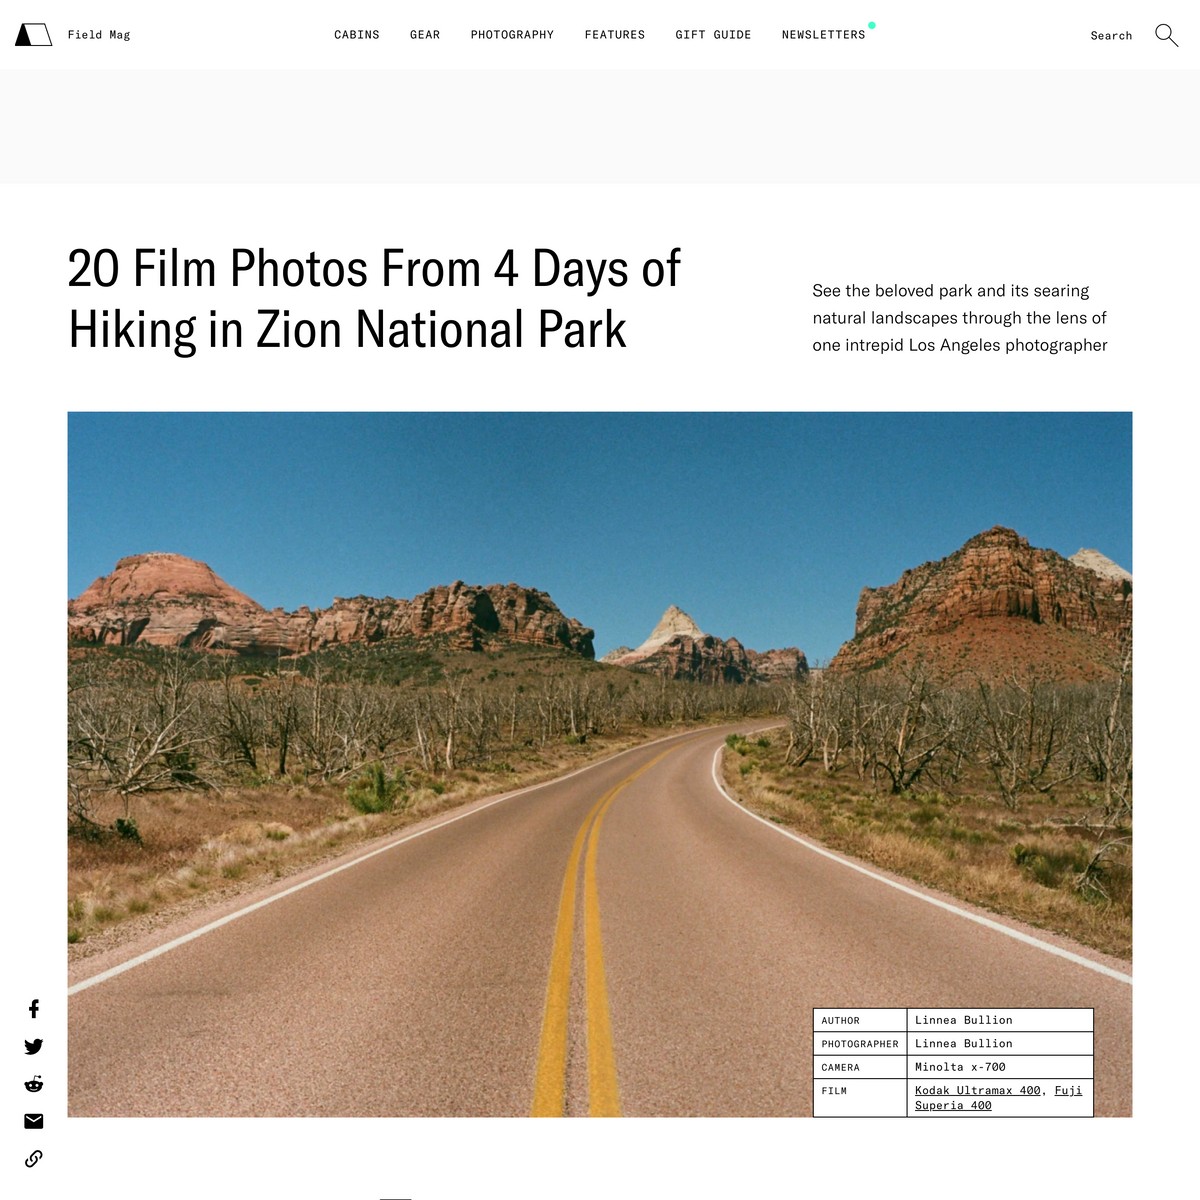 Field Mag
CABINS
GEAR
PHOTOGRAPHY
FEATURES
GIFT GUIDE
NEWSLETTERS
Search
20 Film Photos From 4 Days of
Hiking in Zion National Park
See the beloved park and its searing
natural landscapes through the lens of
one intrepid Los Angeles photographer
AUTHOR
Linnea Bullion
PHOTOGRAPHER
Linnea Bullion
CAMERA
Minolta x-700
FILM
Kodak Ultramax 400, Fuji
Superia 400